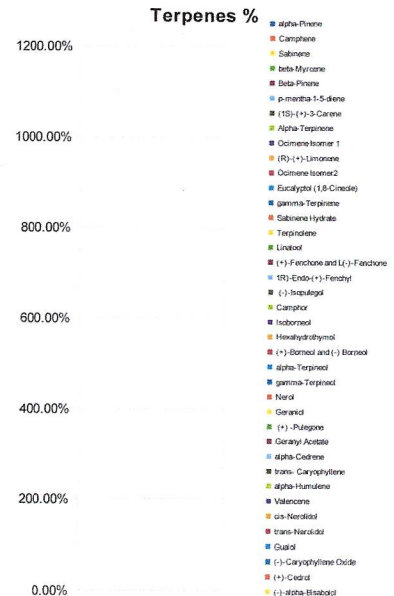 Terpenes %
1200.00%
1000.00%
800.00%
600.00%
400.00%
200.00%
0.00%
alpha-Pinene
Camphene
Sabinene
beta-Myrcene
Beta-Pinene
p-mentha-1-5-diene
(1S)-(+)-3-Carene
Alpha-Terpinene
Ocimene Isomer 1
(R)-(+)-Limonene
Ocimene Isomer2
Eucalyptol (1,8-Cineole)
gamma-Terpinene
Sabinene Hydrate
Terpinolene
Linalool
(+)-Fenchone and L(-)-Fenchone
1R)-Endo-(+)-Fenchyl
(-)-Isopulegol
Camphor
Isoborneol
Hexahydrothymol
(+)-Borneol and (-) Borneol
alpha-Terpineol
gamma-Terpineol
Nerol
Geraniol
(+) -Pulegone
Geranyl Acetate
alpha-Cedrene
trans- Caryophyllene
alpha-Humulene
Valencene
cis-Nerolidol
trans-Nerolidol
Guaiol
(-)-Caryophyllene Oxide
(+)-Cedrol
(-)-alpha-Bisabolol